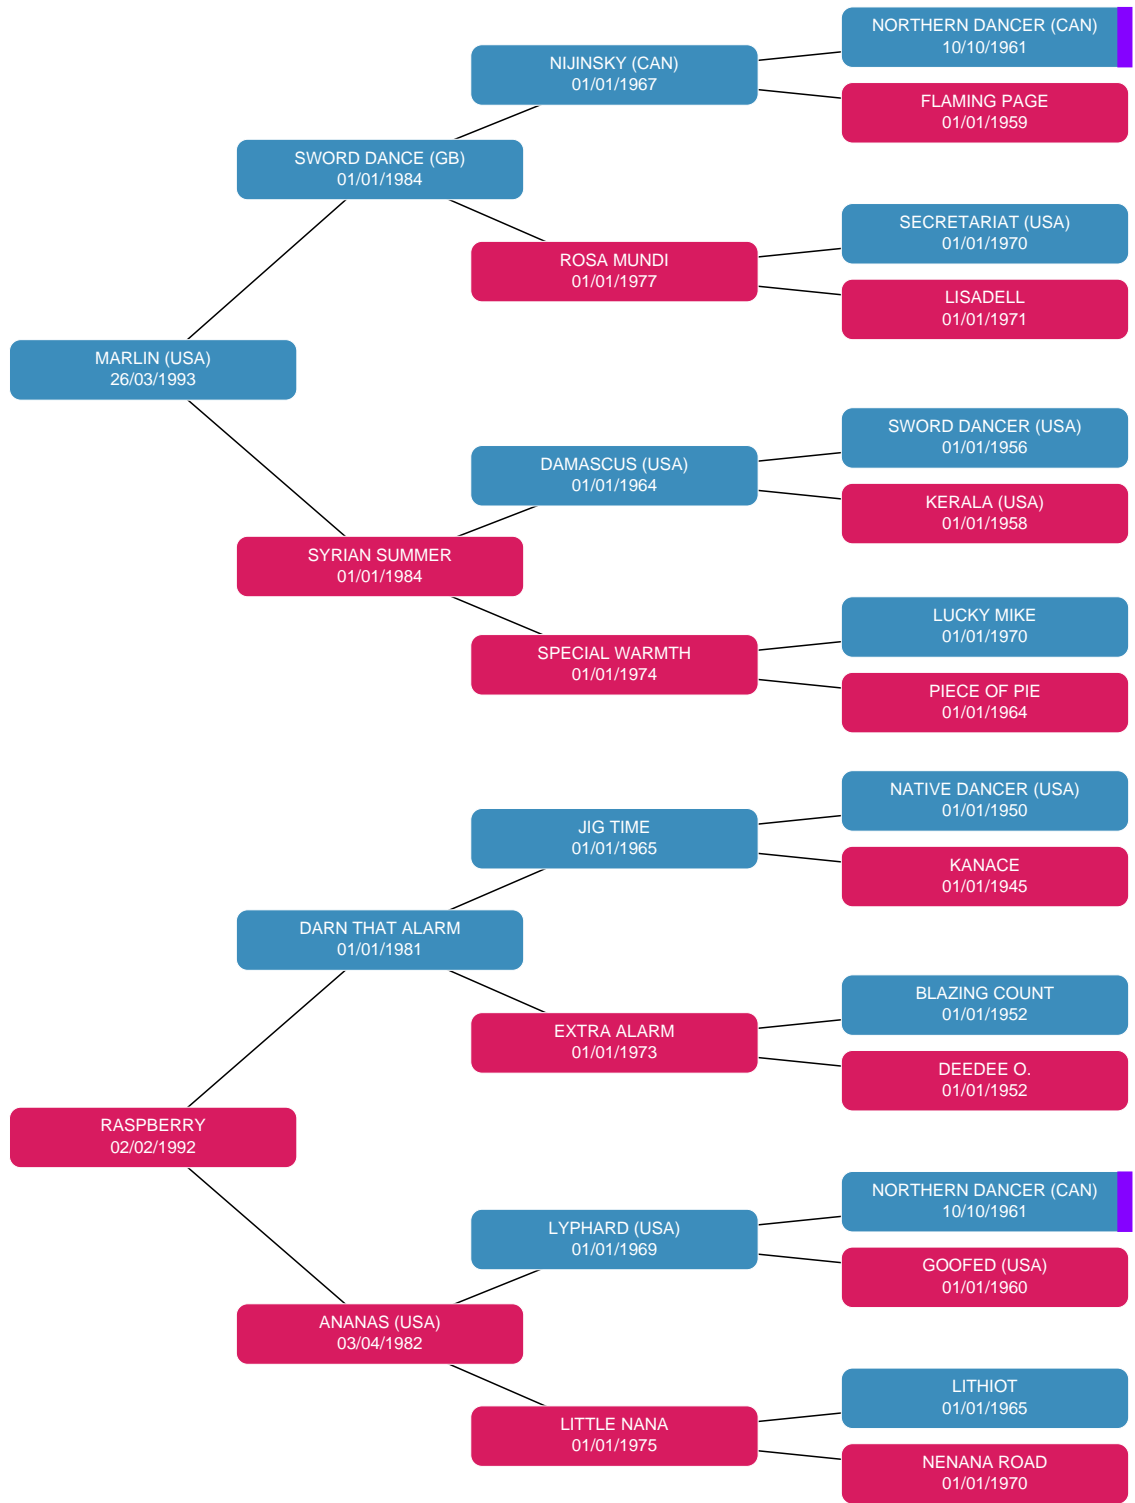 NORTHERN DANCER (CAN)
10/10/1961
NIJINSKY (CAN)
01/01/1967
FLAMING PAGE
01/01/1959
SWORD DANCE (GB)
01/01/1984
SECRETARIAT (USA)
01/01/1970
ROSA MUNDI
01/01/1977
LISADELL
01/01/1971
MARLIN (USA)
26/03/1993
SWORD DANCER (USA)
01/01/1956
DAMASCUS (USA)
01/01/1964
KERALA (USA)
01/01/1958
SYRIAN SUMMER
01/01/1984
LUCKY MIKE
01/01/1970
SPECIAL WARMTH
01/01/1974
PIECE OF PIE
01/01/1964
NATIVE DANCER (USA)
01/01/1950
JIG TIME
01/01/1965
KANACE
01/01/1945
DARN THAT ALARM
01/01/1981
BLAZING COUNT
01/01/1952
EXTRA ALARM
01/01/1973
DEEDEE O.
01/01/1952
RASPBERRY
02/02/1992
NORTHERN DANCER (CAN)
10/10/1961
LYPHARD (USA)
01/01/1969
GOOFED (USA)
01/01/1960
ANANAS (USA)
03/04/1982
LITHIOT
01/01/1965
LITTLE NANA
01/01/1975
NENANA ROAD
01/01/1970